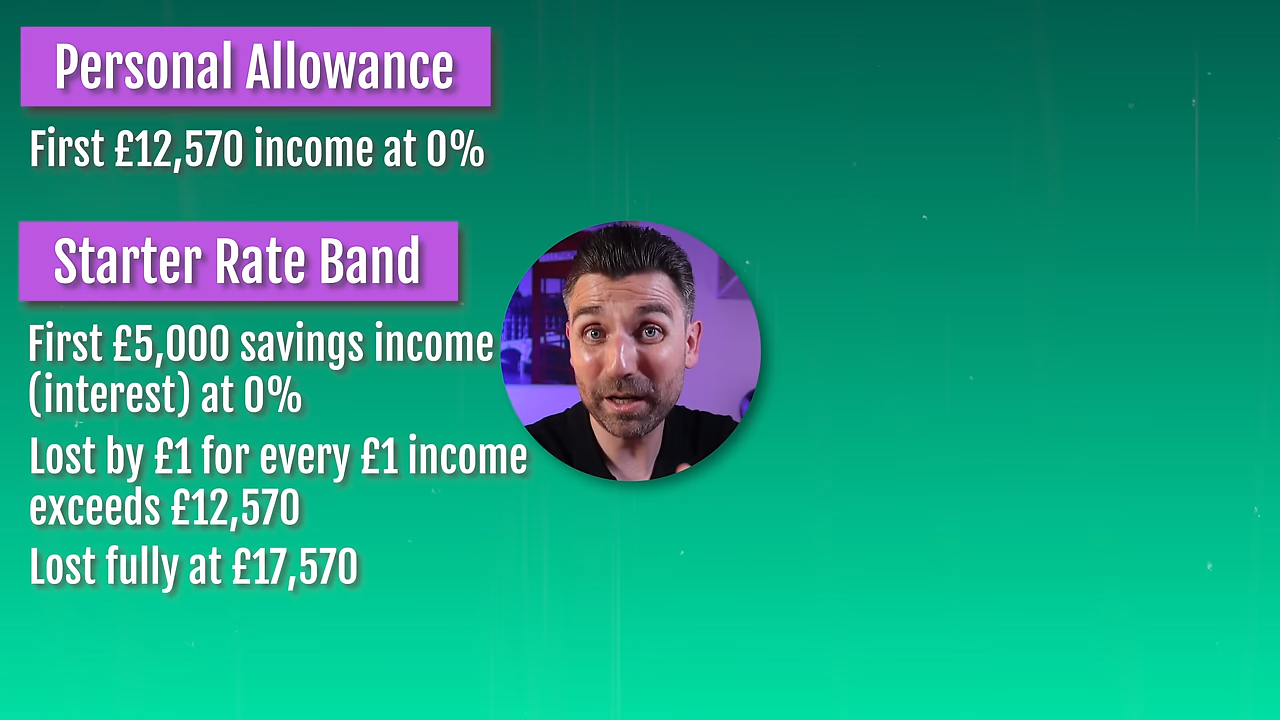 Personal Allowance
First £12,570 income at 0%
Starter Rate Band
First £5,000 savings income
(interest) at 0%
Lost by £1 for every £1 income
exceeds £12,570
Lost fully at £17,570